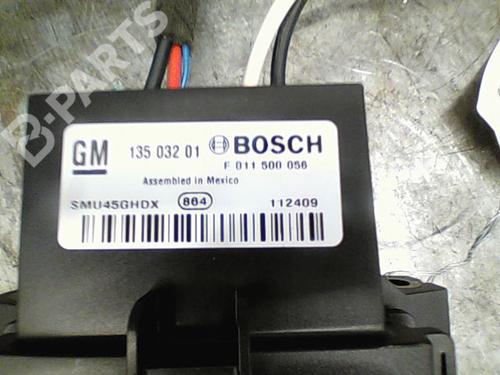 B-PARTS
GM 135 032 01 BOSCH
F 011 500 056
Assembled in Mexico
SMU45GHDX 864 112409